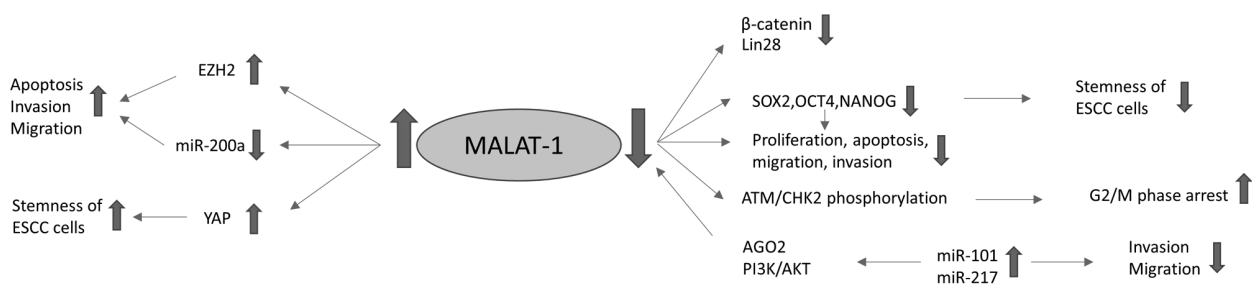 Apoptosis
Invasion
Migration
EZH2
miR-200a
Stemness of
ESCC cells
YAP
MALAT-1
β-catenin
Lin28
SOX2,OCT4,NANOG
Stemness of
ESCC cells
Proliferation, apoptosis,
migration, invasion
ATM/CHK2 phosphorylation
G2/M phase arrest
AGO2
PI3K/AKT
miR-101
miR-217
Invasion
Migration